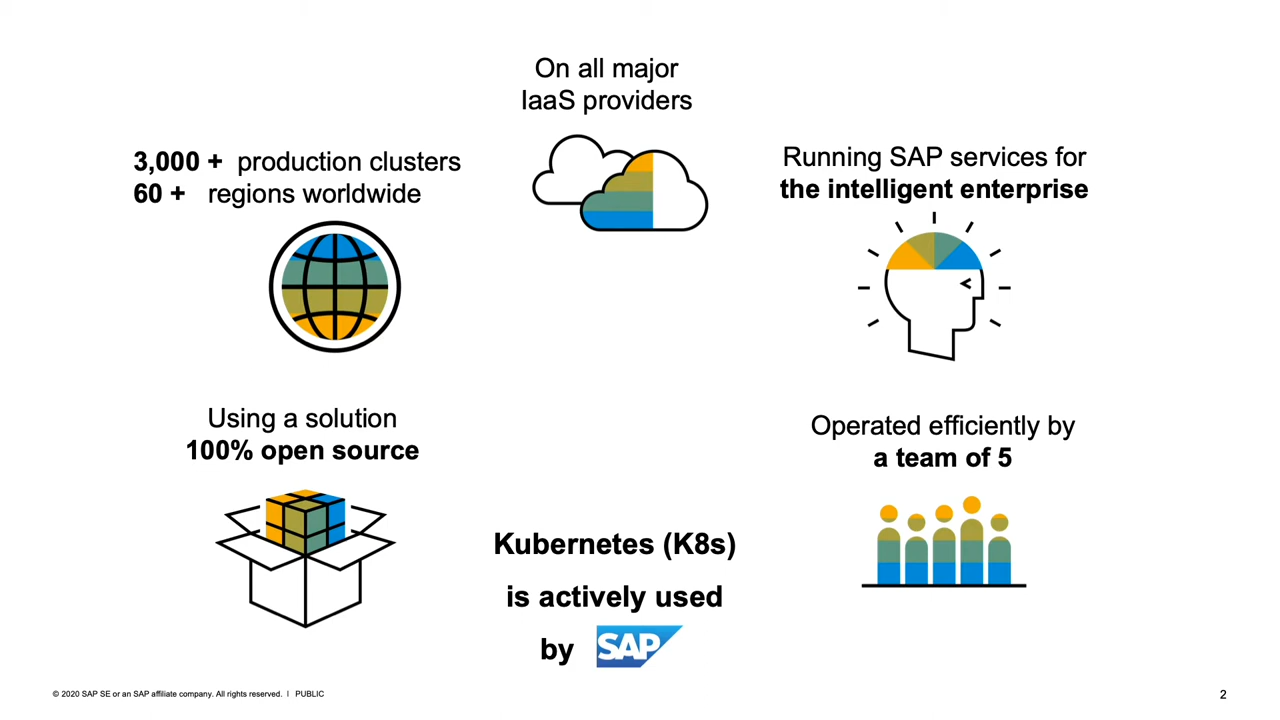 On all major
IaaS providers
3,000 + production clusters
60 + regions worldwide
Running SAP services for
the intelligent enterprise
Using a solution
100% open source
Operated efficiently by
a team of 5
Kubernetes (K8s)
is actively used
by SAP
© 2020 SAP SE or an SAP affiliate company. All rights reserved. | PUBLIC
2